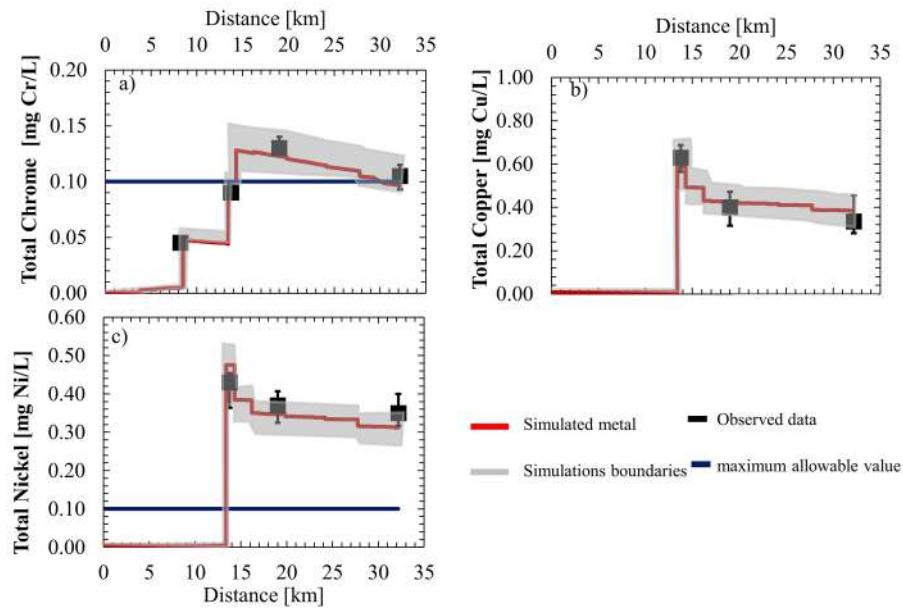 Distance [km]
0 5 10 15 20 25 30 35
Total Chrome [mg Cr/L]
0.20
0.15
0.10
0.05
0.00
a)
Distance [km]
0 5 10 15 20 25 30 35
Total Copper [mg Cu/L]
1.00
0.80
0.60
0.40
0.20
0.00
b)
Total Nickel [mg Ni/L]
0.60
0.50
0.40
0.30
0.20
0.10
0.00
c)
0 5 10 15 20 25 30 35
Distance [km]
Simulated metal
Observed data
Simulations boundaries
maximum allowable value